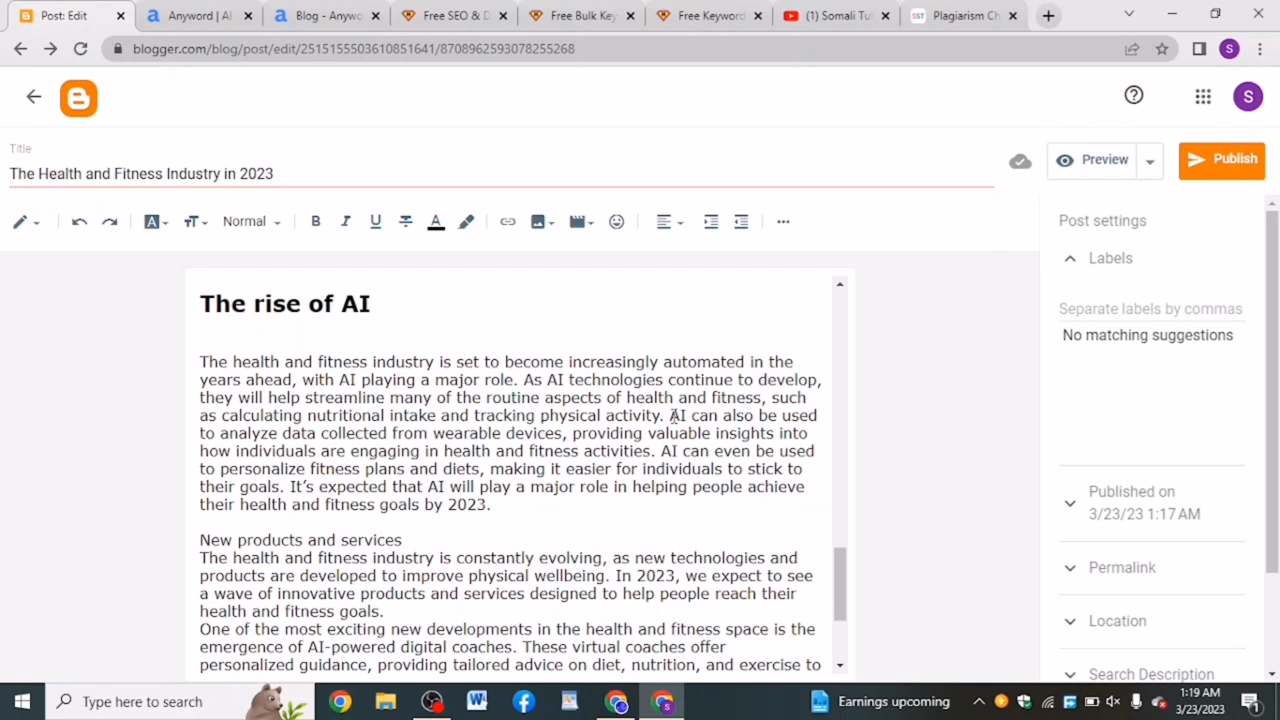 Post: Edit
Anyword | AI
Blog - Anywo
Free SEO & D
Free Bulk Key
Free Keyword
(1) Somali Tut
SST
Plagiarism Ch
blogger.com/blog/post/edit/2515155503610851641/8708962593078255268
S
S
Title
The Health and Fitness Industry in 2023
Preview
Publish
Normal
B I U A
Post settings
Labels
Separate labels by commas
No matching suggestions
Published on
3/23/23 1:17 AM
Permalink
Location
Search Description
The rise of AI
The health and fitness industry is set to become increasingly automated in the
years ahead, with AI playing a major role. As AI technologies continue to develop,
they will help streamline many of the routine aspects of health and fitness, such
as calculating nutritional intake and tracking physical activity. AI can also be used
to analyze data collected from wearable devices, providing valuable insights into
how individuals are engaging in health and fitness activities. AI can even be used
to personalize fitness plans and diets, making it easier for individuals to stick to
their goals. It’s expected that AI will play a major role in helping people achieve
their health and fitness goals by 2023.
New products and services
The health and fitness industry is constantly evolving, as new technologies and
products are developed to improve physical wellbeing. In 2023, we expect to see
a wave of innovative products and services designed to help people reach their
health and fitness goals.
One of the most exciting new developments in the health and fitness space is the
emergence of AI-powered digital coaches. These virtual coaches offer
personalized guidance, providing tailored advice on diet, nutrition, and exercise to
Type here to search
Earnings upcoming
1:19 AM
3/23/2023
1